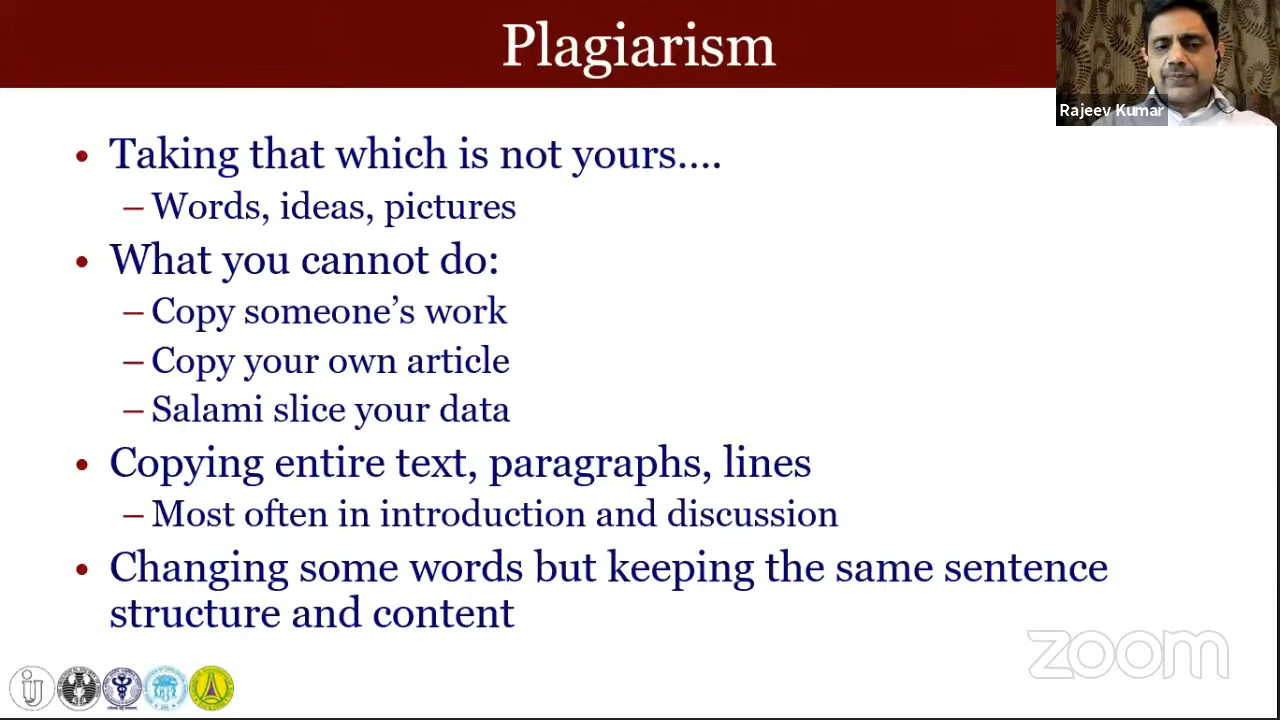 Plagiarism
Rajeev Kumar
• Taking that which is not yours....
– Words, ideas, pictures
• What you cannot do:
– Copy someone’s work
– Copy your own article
– Salami slice your data
• Copying entire text, paragraphs, lines
– Most often in introduction and discussion
• Changing some words but keeping the same sentence
structure and content
zoom